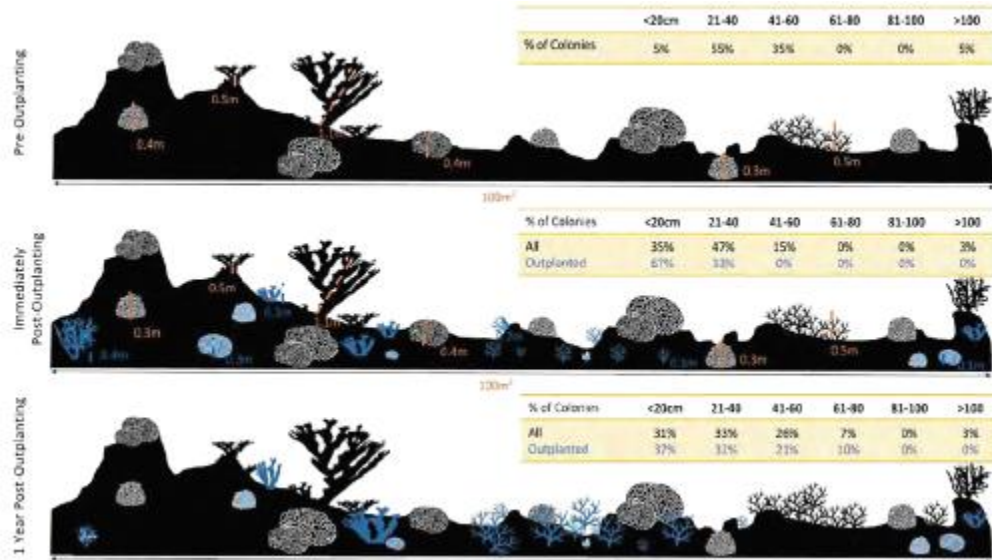 <20cm 21-40 41-60 61-80 81-100 >100
% of Colonies 5% 55% 35% 0% 0% 5%
Pre-Outplanting
0.5m
0.4m
0.4m
0.3m
0.5m
100m²
% of Colonies <20cm 21-40 41-60 61-80 81-100 >100
All 35% 47% 15% 0% 0% 3%
Outplanted 67% 33% 0% 0% 0% 0%
Immediately
Post-Outplanting
0.5m
0.3m
0.4m
0.3m
0.5m
100m²
% of Colonies <20cm 21-40 41-60 61-80 81-100 >100
All 31% 33% 26% 7% 0% 3%
Outplanted 37% 32% 21% 10% 0% 0%
1 Year Post-Outplanting